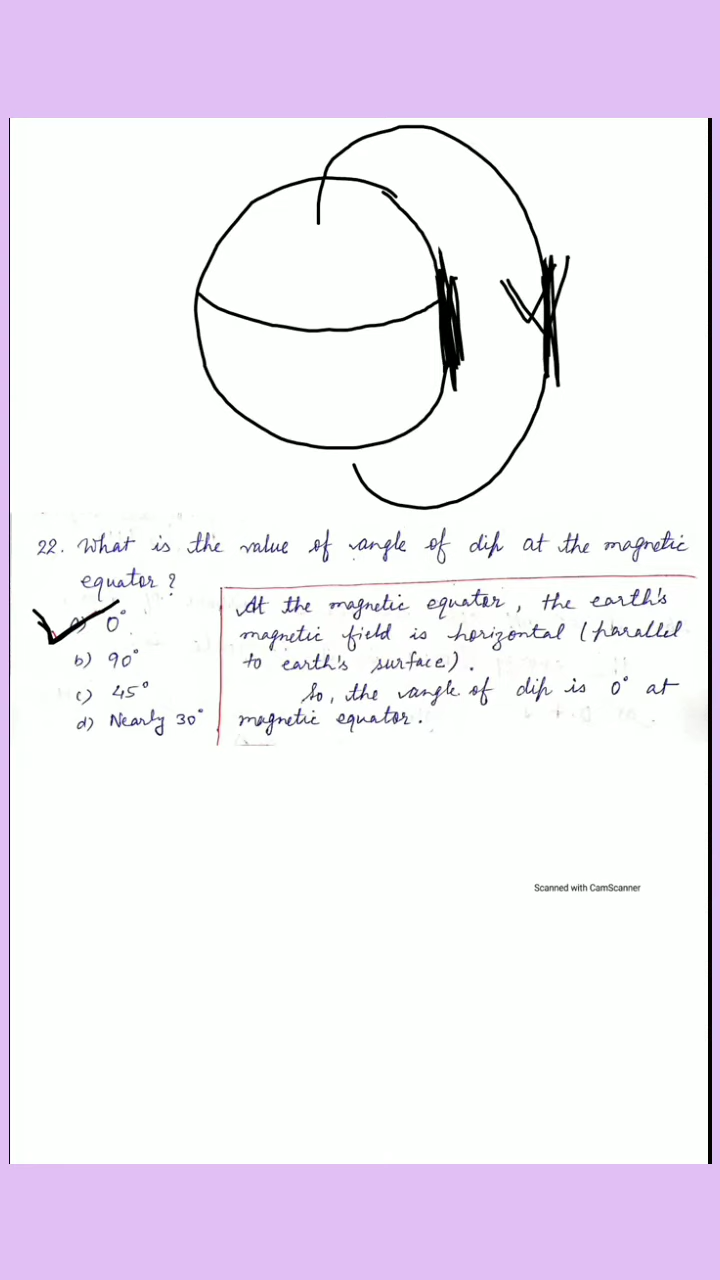 22. What is the value of angle of dip at the magnetic
equator?
a) 0°
b) 90°
c) 45°
d) Nearly 30°
At the magnetic equator, the earth's
magnetic field is horizontal (parallel
to earth's surface).
So, the angle of dip is 0° at
magnetic equator.
Scanned with CamScanner